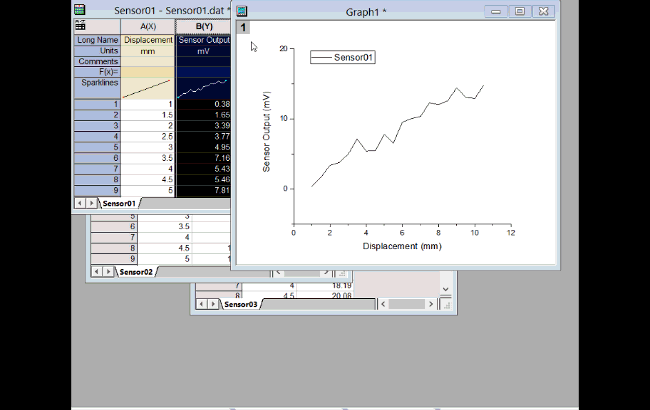 Sensor01 - Sensor01.dat *
A(X) B(Y)
Long Name Displacement Sensor Output
Units mm mV
Comments
F(x)=
Sparklines
1 1 0.38
2 1.5 1.65
3 2 3.39
4 2.5 3.77
5 3 4.95
6 3.5 7.16
7 4 5.43
8 4.5 5.46
9 5 7.81
Sensor01
5 3
6 3.5
7 4
8 4.5 1
9 5 1
Sensor02
7 4 18.19
8 4.5 20.08
Sensor03
Graph1 *
1
Sensor01
20
10
0
Sensor Output (mV)
0 2 4 6 8 10 12
Displacement (mm)